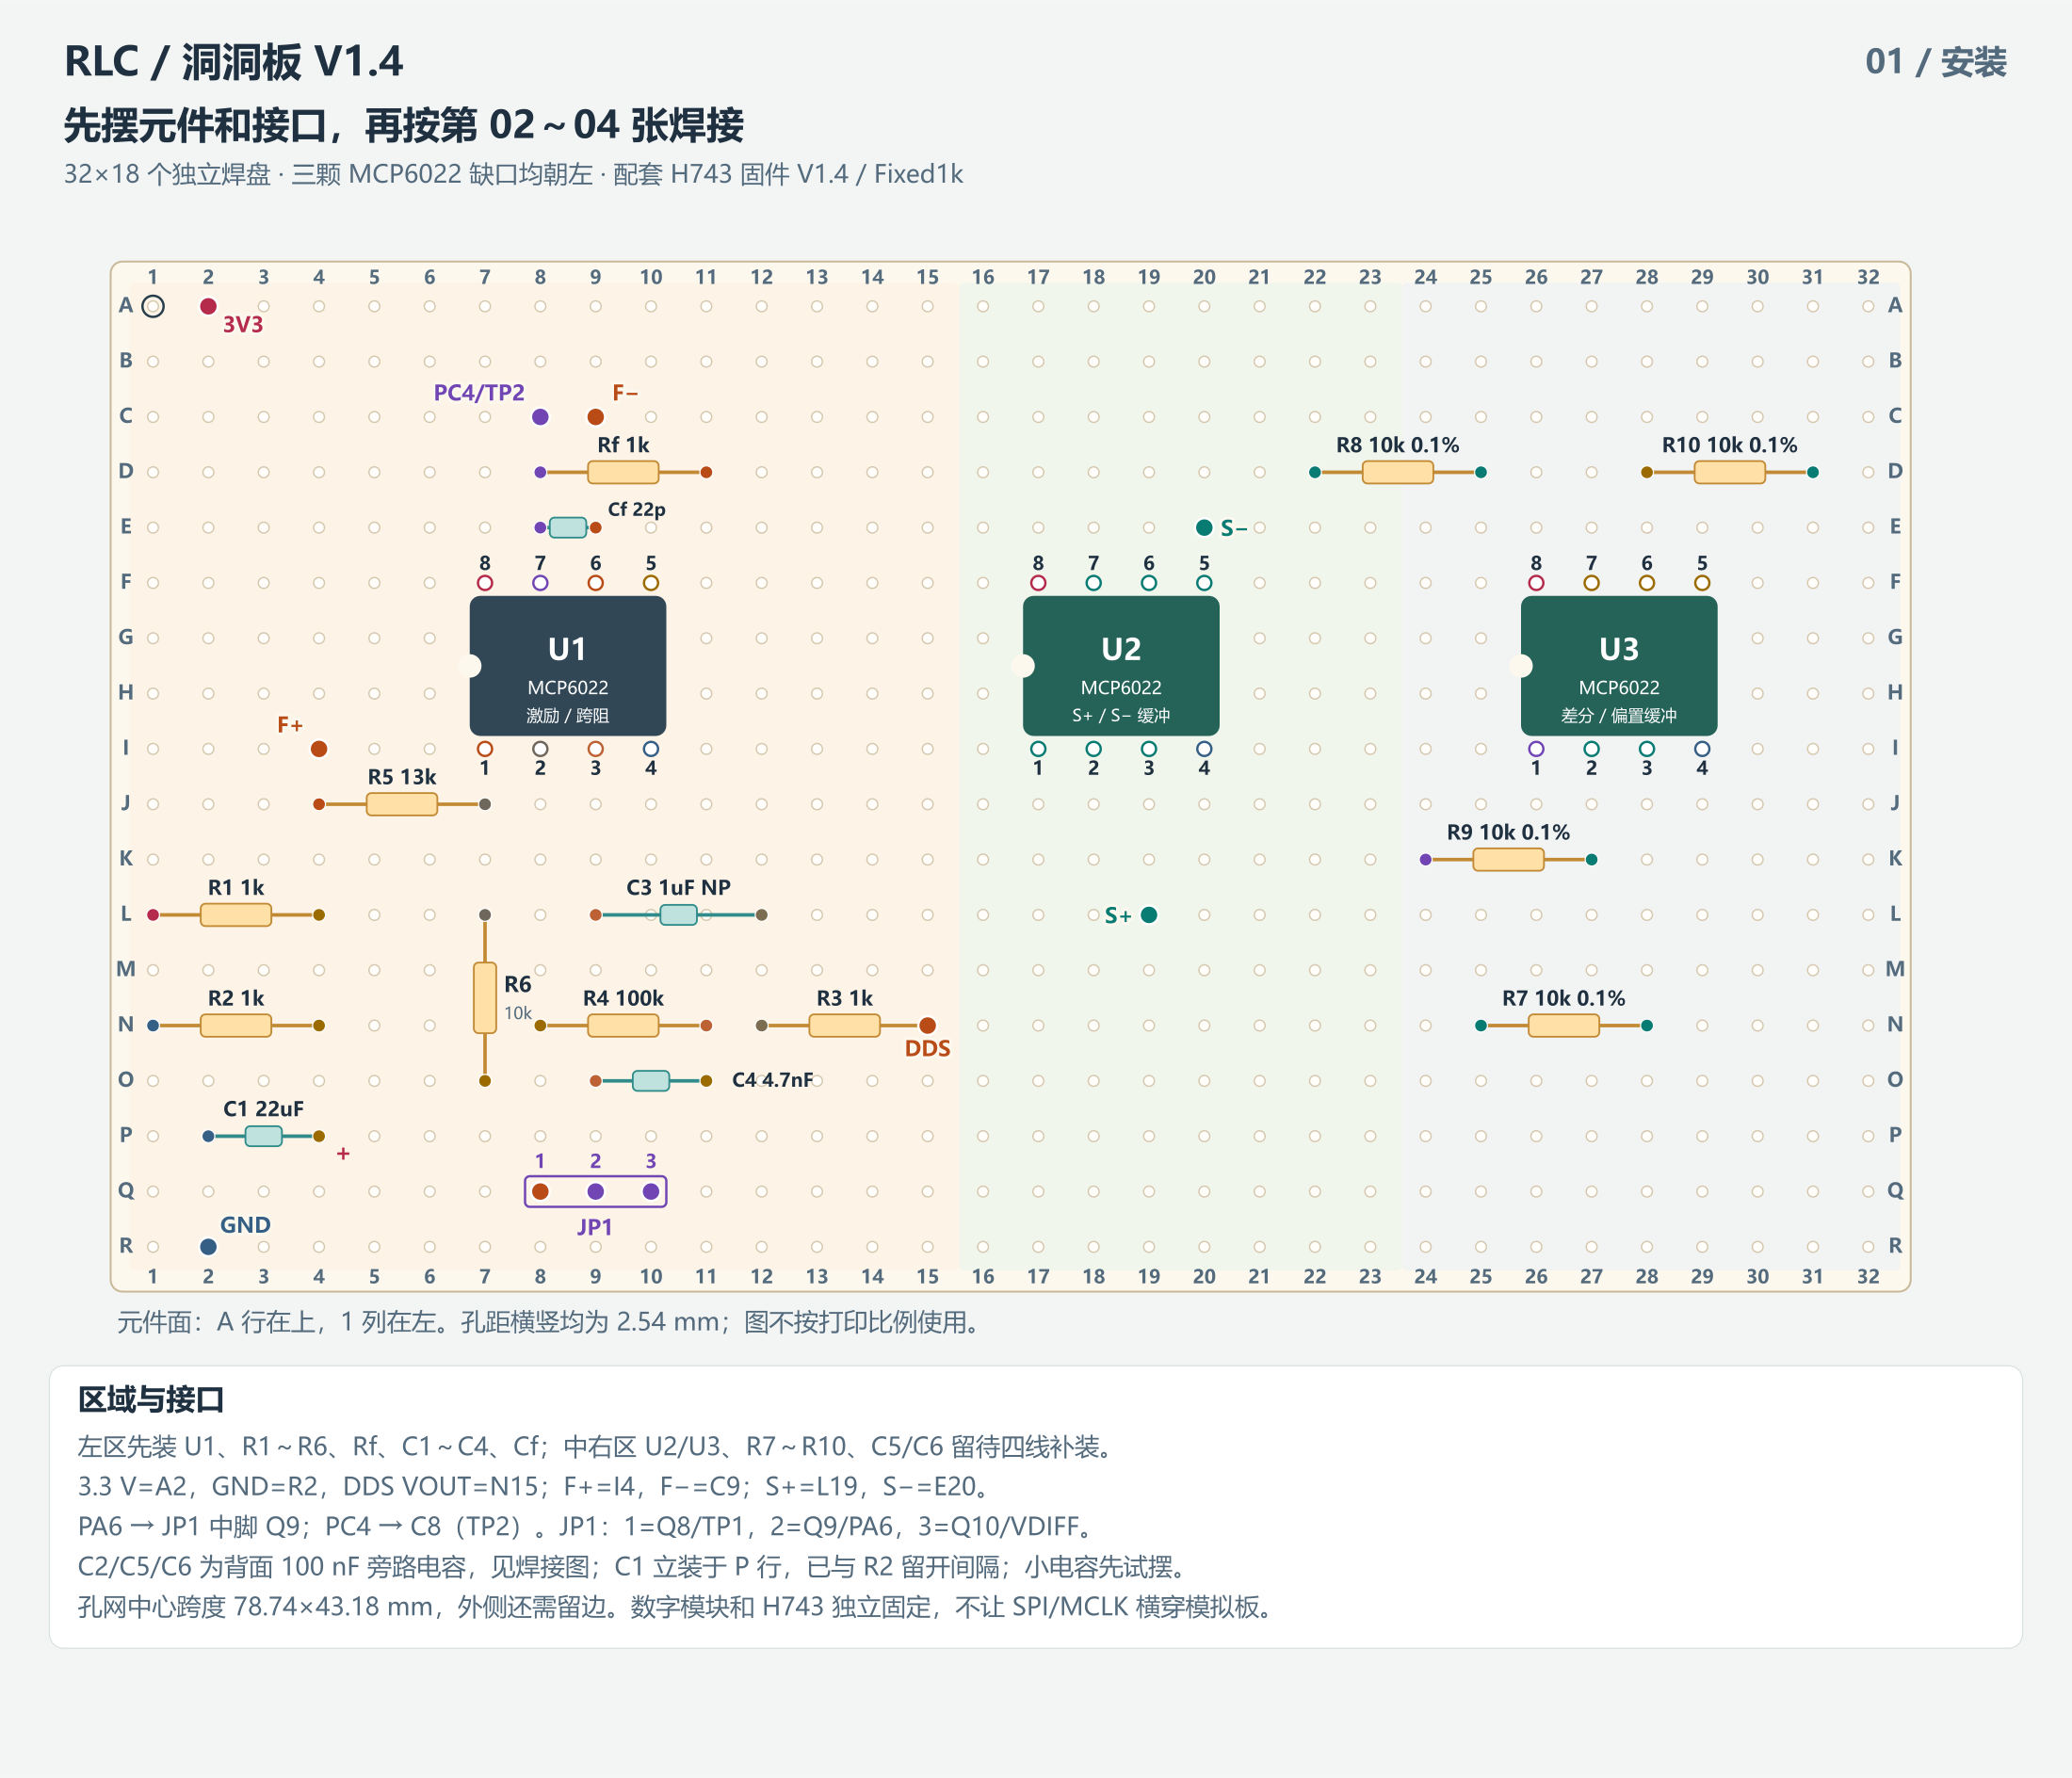 RLC / 洞洞板 V1.4
01 / 安装
先摆元件和接口，再按第 02～04 张焊接
32×18 个独立焊盘 · 三颗 MCP6022 缺口均朝左 · 配套 H743 固件 V1.4 / Fixed1k
1 2 3 4 5 6 7 8 9 10 11 12 13 14 15 16 17 18 19 20 21 22 23 24 25 26 27 28 29 30 31 32
A A
3V3
B B
PC4/TP2 F−
C C
Rf 1k R8 10k 0.1% R10 10k 0.1%
D D
Cf 22p
E S− E
8 7 6 5 8 7 6 5 8 7 6 5
F F
G U1 U2 U3 G
H MCP6022 MCP6022 MCP6022 H
激励 / 跨阻 S+ / S− 缓冲 差分 / 偏置缓冲
F+
I I
1 2 3 4 1 2 3 4 1 2 3 4
R5 13k
J J
R9 10k 0.1%
K K
R1 1k C3 1uF NP
L S+ L
M M
R6
R2 1k R4 100k R3 1k R7 10k 0.1%
10k
N N
DDS
O C4 4.7nF O
C1 22uF
P P
+
1 2 3
Q Q
GND JP1
R R
1 2 3 4 5 6 7 8 9 10 11 12 13 14 15 16 17 18 19 20 21 22 23 24 25 26 27 28 29 30 31 32
元件面：A 行在上，1 列在左。孔距横竖均为 2.54 mm；图不按打印比例使用。
区域与接口
左区先装 U1、R1～R6、Rf、C1～C4、Cf；中右区 U2/U3、R7～R10、C5/C6 留待四线补装。
3.3 V=A2，GND=R2，DDS VOUT=N15；F+=I4，F−=C9；S+=L19，S−=E20。
PA6 → JP1 中脚 Q9；PC4 → C8（TP2）。JP1：1=Q8/TP1，2=Q9/PA6，3=Q10/VDIFF。
C2/C5/C6 为背面 100 nF 旁路电容，见焊接图；C1 立装于 P 行，已与 R2 留开间隔；小电容先试摆。
孔网中心跨度 78.74×43.18 mm，外侧还需留边。数字模块和 H743 独立固定，不让 SPI/MCLK 横穿模拟板。